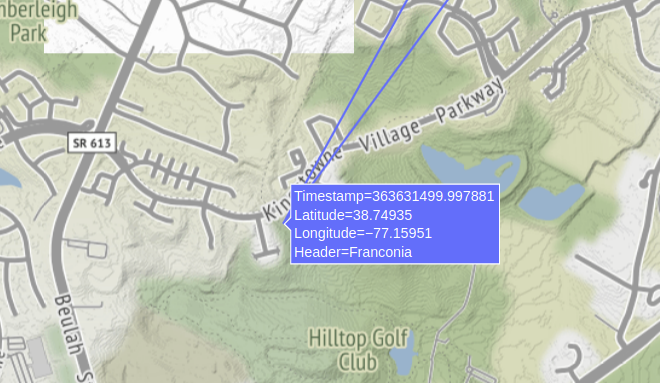 mberleigh
Park
SR 613
Kingstowne Village Parkway
Timestamp=363631499.997881
Latitude=38.74935
Longitude=−77.15951
Header=Franconia
Beulah S
Hilltop Golf
Club